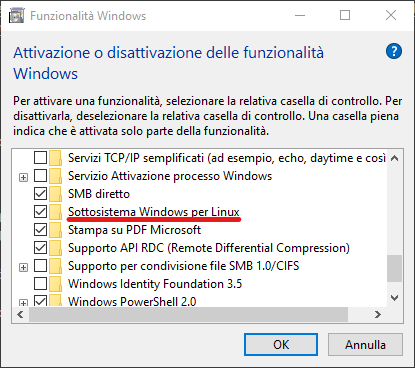 Funzionalità Windows
Attivazione o disattivazione delle funzionalità
Windows
Per attivare una funzionalità, selezionare la relativa casella di controllo. Per
disattivarla, deselezionare la relativa casella di controllo. Una casella piena
indica che è attivata solo parte della funzionalità.
Servizi TCP/IP semplificati (ad esempio, echo, daytime e così
Servizio Attivazione processo Windows
SMB diretto
Sottosistema Windows per Linux
Stampa su PDF Microsoft
Supporto API RDC (Remote Differential Compression)
Supporto per condivisione file SMB 1.0/CIFS
Windows Identity Foundation 3.5
Windows PowerShell 2.0
OK
Annulla